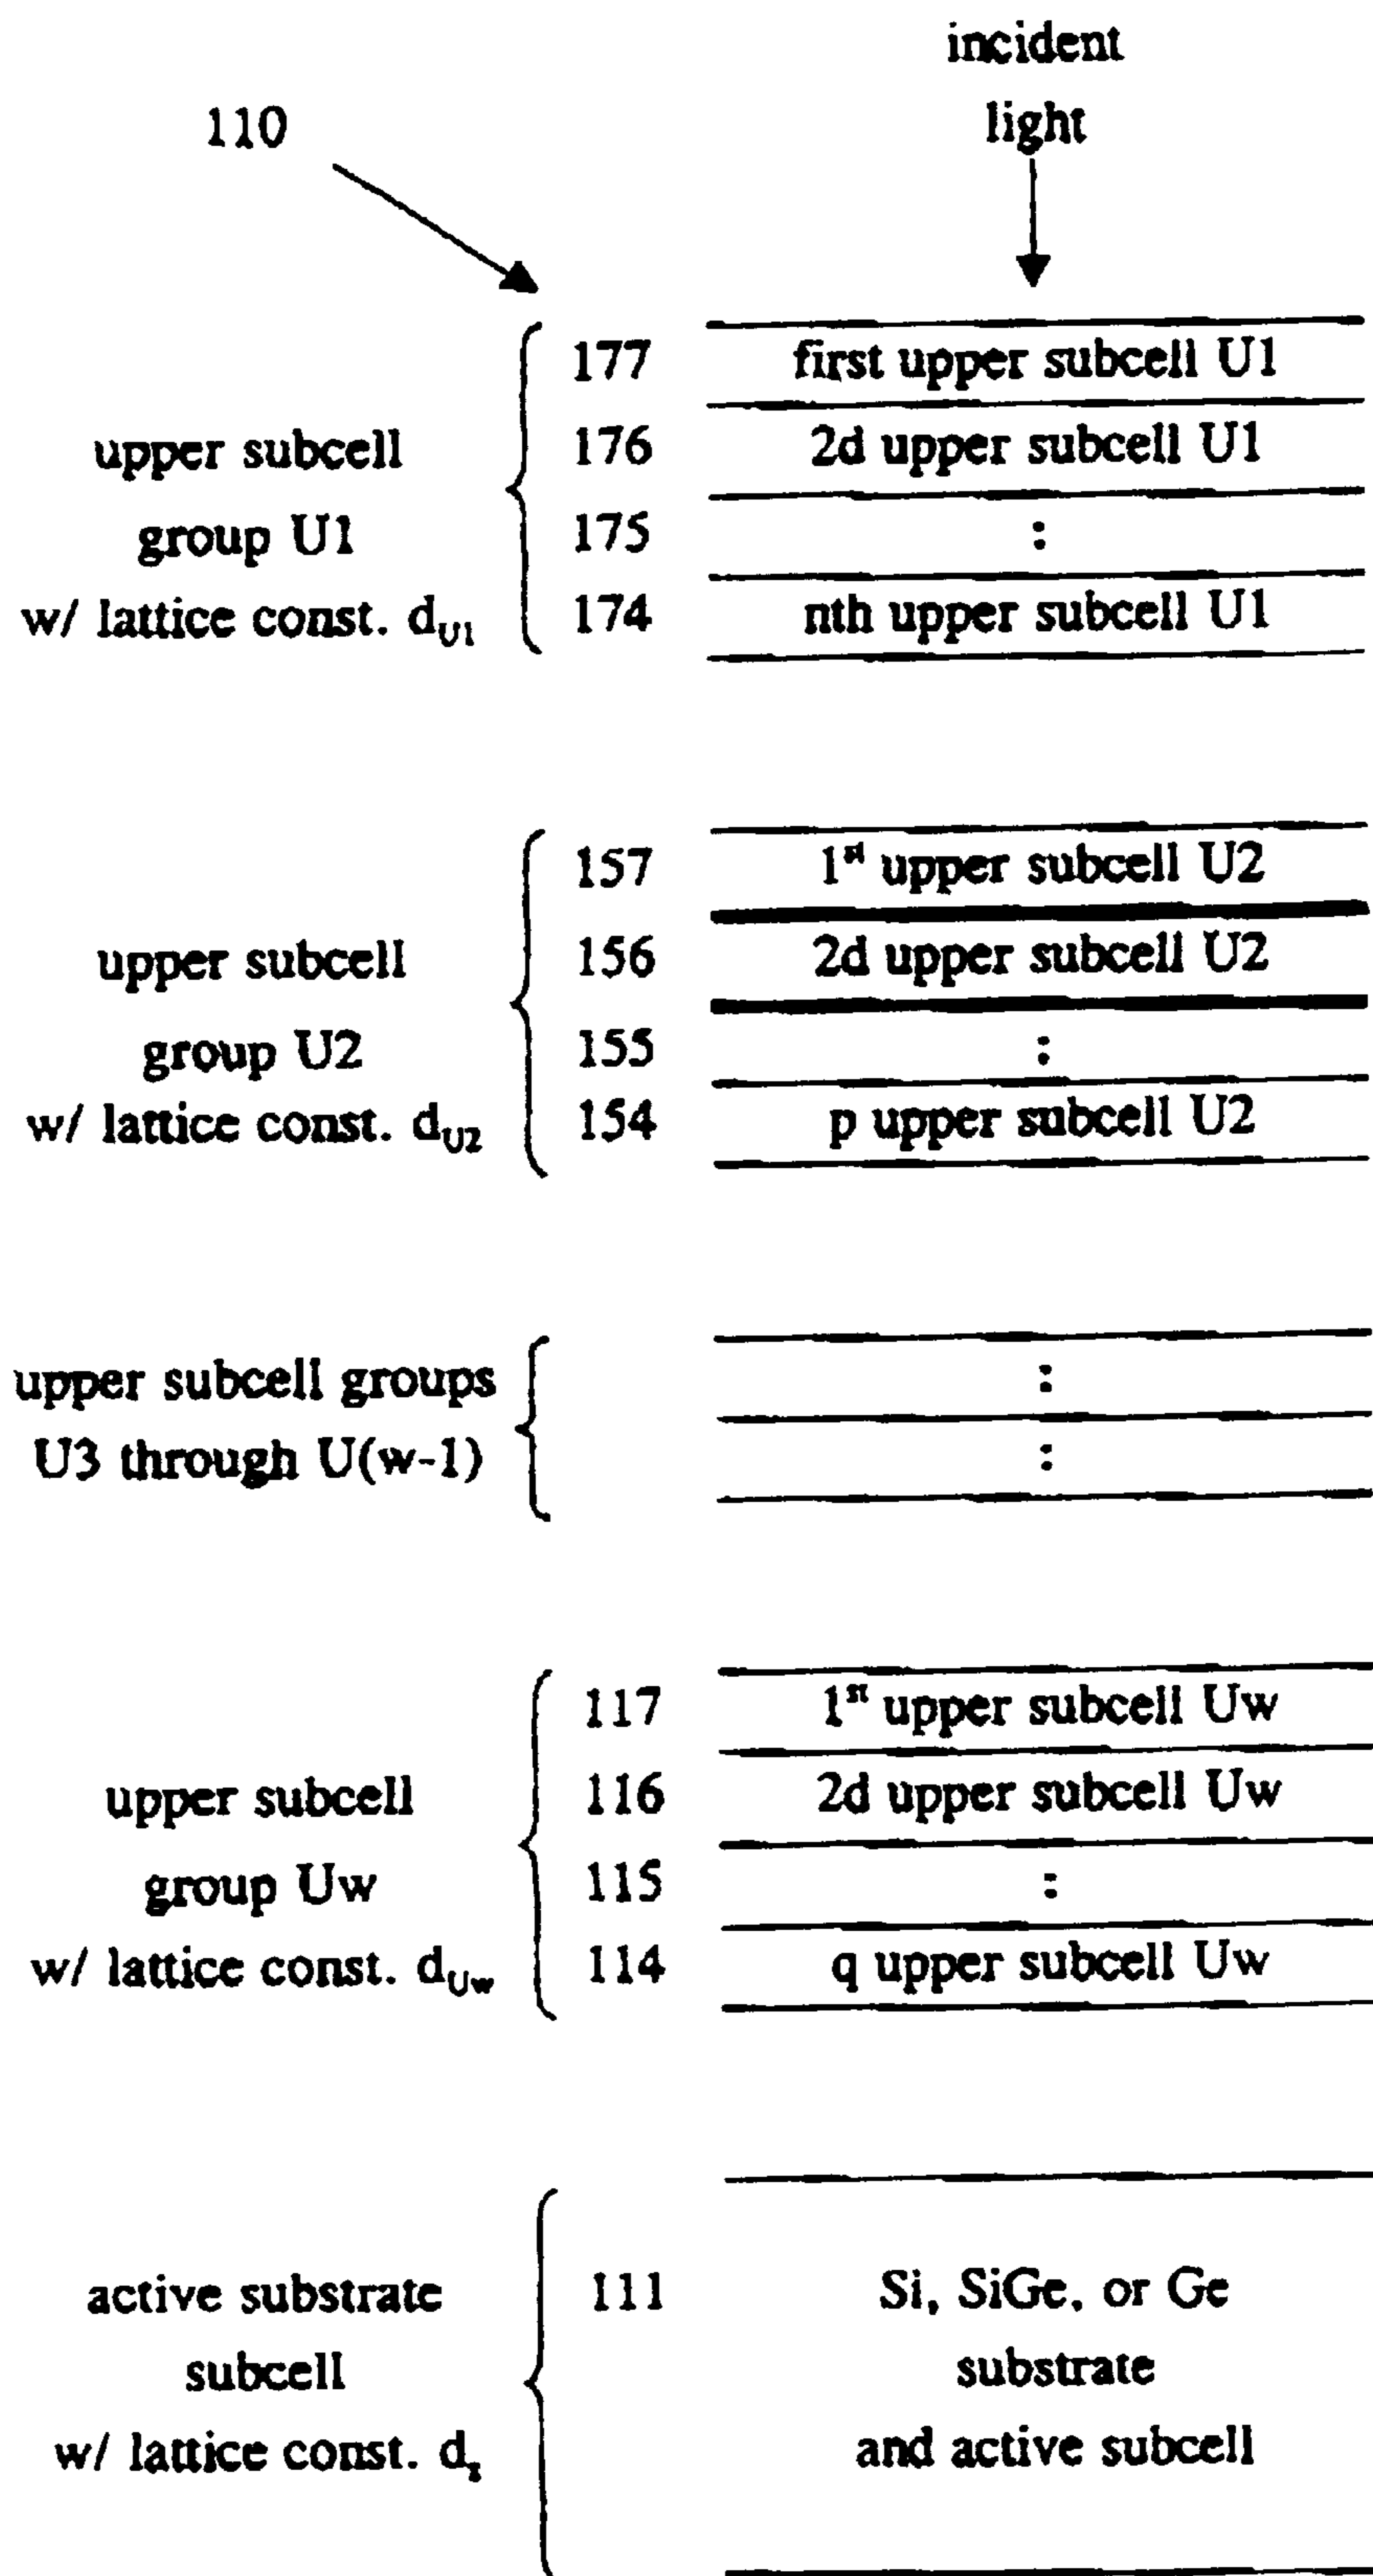 incident
light
110
177 first upper subcell U1
upper subcell 176 2d upper subcell U1
group U1 175 :
w/ lattice const. d_U1 174 nth upper subcell U1
157 1st upper subcell U2
upper subcell 156 2d upper subcell U2
group U2 155 :
w/ lattice const. d_U2 154 p upper subcell U2
upper subcell groups :
U3 through U(w-1) :
117 1st upper subcell Uw
upper subcell 116 2d upper subcell Uw
group Uw 115 :
w/ lattice const. d_Uw 114 q upper subcell Uw
active substrate 111 Si, SiGe, or Ge
subcell substrate
w/ lattice const. d_s and active subcell